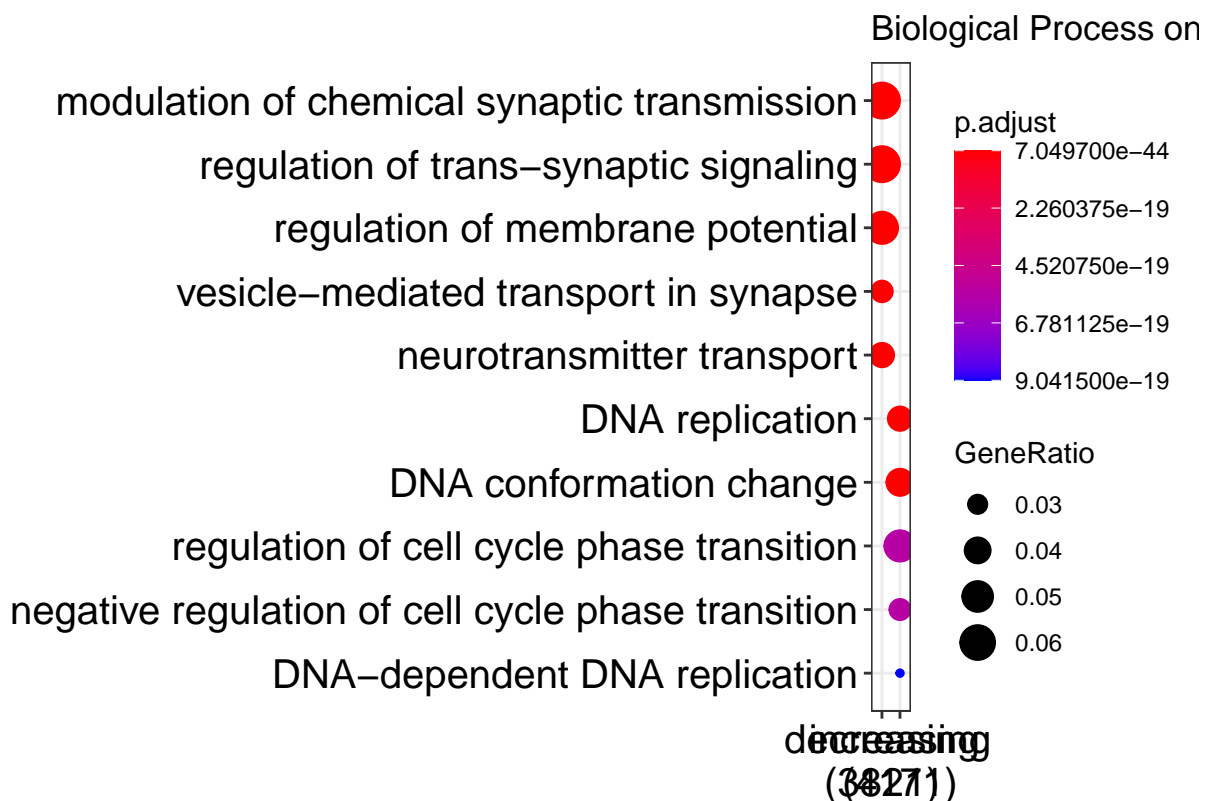 Biological Process on
modulation of chemical synaptic transmission
regulation of trans−synaptic signaling
regulation of membrane potential
vesicle−mediated transport in synapse
neurotransmitter transport
DNA replication
DNA conformation change
regulation of cell cycle phase transition
negative regulation of cell cycle phase transition
DNA−dependent DNA replication
decreasing
increasing
p.adjust
7.049700e−44
2.260375e−19
4.520750e−19
6.781125e−19
9.041500e−19
GeneRatio
0.03
0.04
0.05
0.06